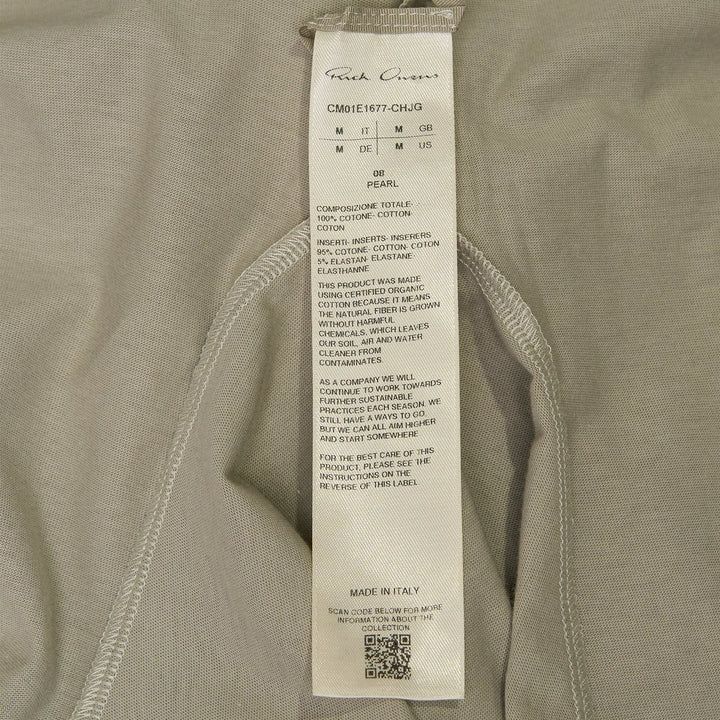 Rick Owens
CM01E1677-CHJG
M IT M GB
M DE M US
08
PEARL
COMPOSIZIONE TOTALE-
100% COTONE- COTTON-
COTON
INSERTI- INSERTS- INSERERS
95% COTONE- COTTON- COTON
5% ELASTAN- ELASTANE
ELASTHANNE
THIS PRODUCT WAS MADE
USING CERTIFIED ORGANIC
COTTON BECAUSE IT MEANS
THE NATURAL FIBER IS GROWN
WITHOUT HARMFUL
CHEMICALS, WHICH LEAVES
OUR SOIL, AIR AND WATER
CLEANER FROM
CONTAMINATES.
AS A COMPANY WE WILL
CONTINUE TO WORK TOWARDS
FURTHER SUSTAINABLE
PRACTICES EACH SEASON. WE
STILL HAVE A WAYS TO GO,
BUT WE CAN ALL AIM HIGHER
AND START SOMEWHERE
FOR THE BEST CARE OF THIS
PRODUCT, PLEASE SEE THE
INSTRUCTIONS ON THE
REVERSE OF THIS LABEL.
MADE IN ITALY
SCAN CODE BELOW FOR MORE
INFORMATION ABOUT THE
COLLECTION